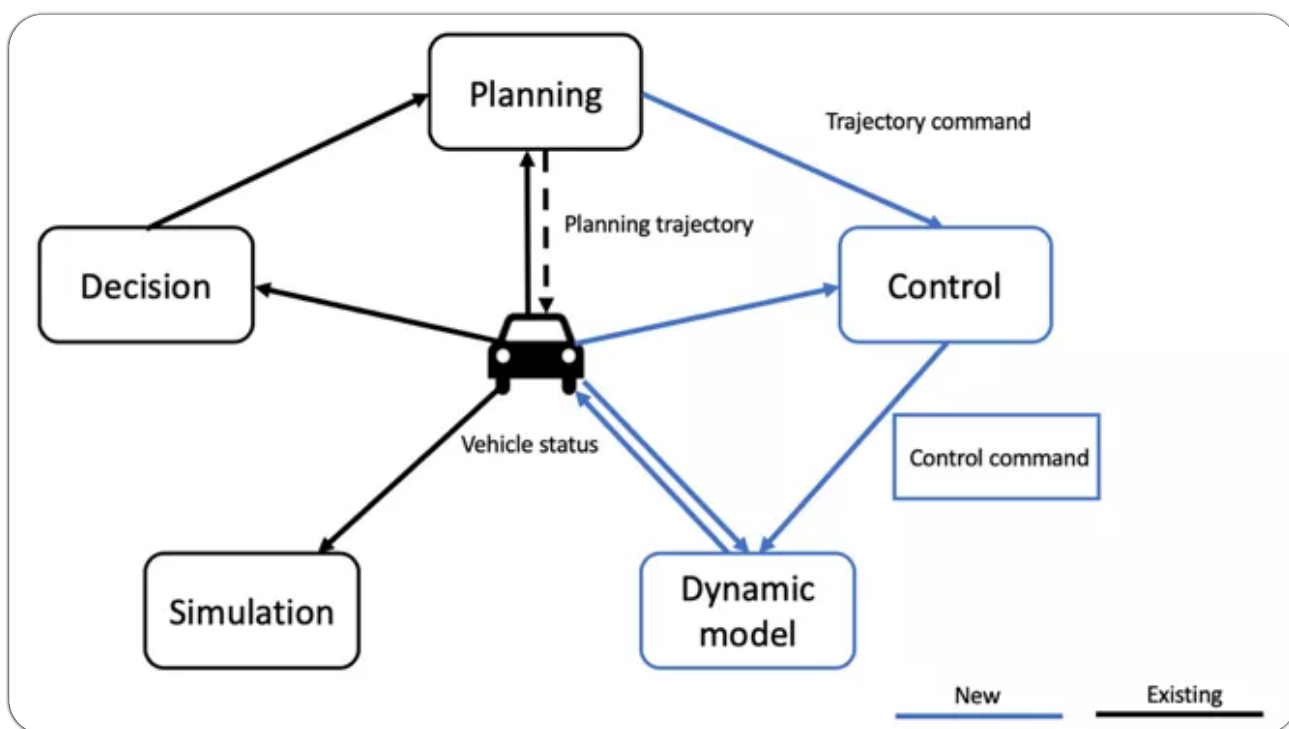 Planning
Trajectory command
Planning trajectory
Decision
Control
Vehicle status
Control command
Simulation
Dynamic
model
New
Existing